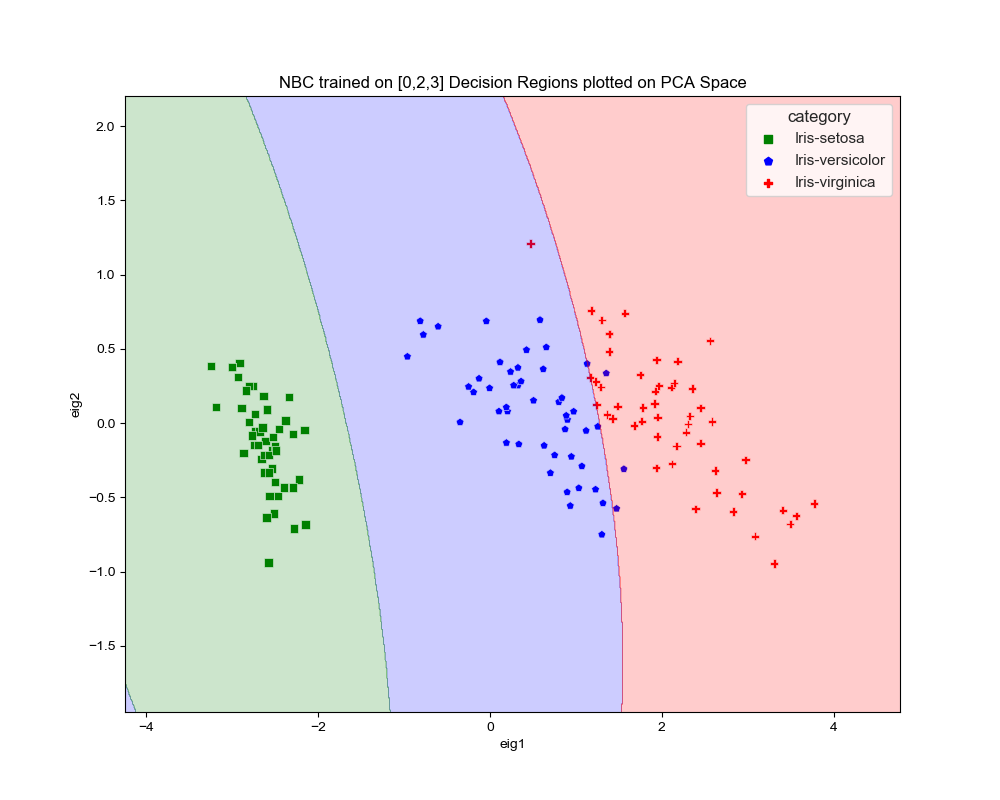 NBC trained on [0,2,3] Decision Regions plotted on PCA Space
category
Iris-setosa
Iris-versicolor
Iris-virginica
2.0
1.5
1.0
0.5
0.0
−0.5
−1.0
−1.5
eig2
−4
−2
0
2
4
eig1